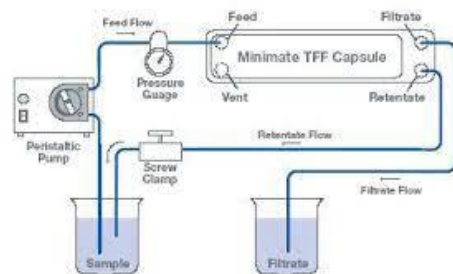 Feed Flow
Feed
Filtrate
Minimate TFF Capsule
Pressure
Guage
Vent
Retentate
Peristaltic
Pump
Retentate Flow
Screw
Clamp
Filtrate Flow
Sample
Filtrate